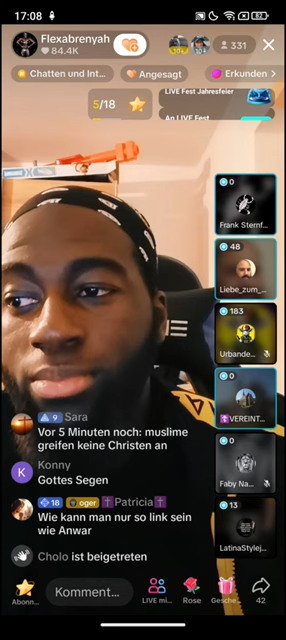 17:08
82
Flexabrenyah
84.4K
331
Chatten und Int...
Angesagt
Erkunden >
5/18
LIVE Fest Jahresfeier
An LIVE Fest
0
Frank Sternf...
48
Liebe_zum_...
183
Urbande...
0
VEREINT...
0
Faby Na...
13
LatinaStylej...
9 Sara
Vor 5 Minuten noch: muslime
greifen keine Christen an
K
Konny
Gottes Segen
18 oger Patricia
Wie kann man nur so link sein
wie Anwar
Cholo ist beigetreten
Abonn...
Komment...
LIVE mi...
Rose
Gesche...
42